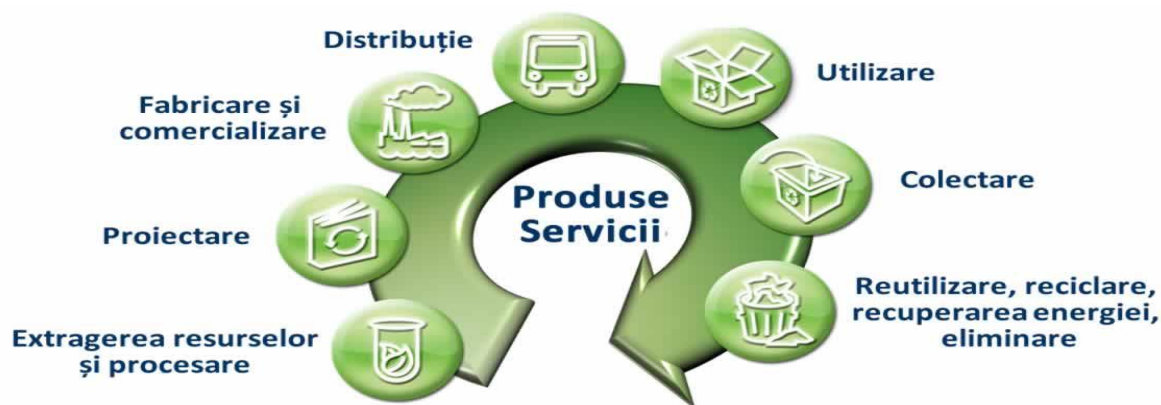 Distribuție
Utilizare
Fabricare și
comercializare
Colectare
Produse
Servicii
Proiectare
Reutilizare, reciclare,
recuperarea energiei,
eliminare
Extragerea resurselor
și procesare